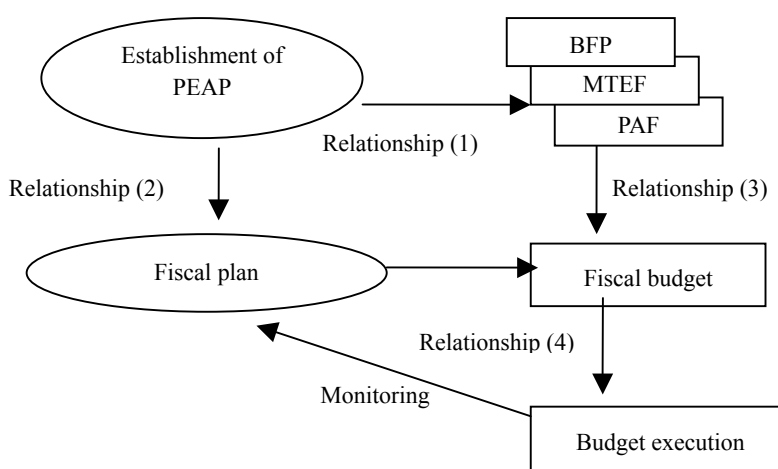 Establishment of
PEAP
BFP
MTEF
PAF
Relationship (1)
Relationship (2)
Relationship (3)
Fiscal plan
Fiscal budget
Relationship (4)
Monitoring
Budget execution